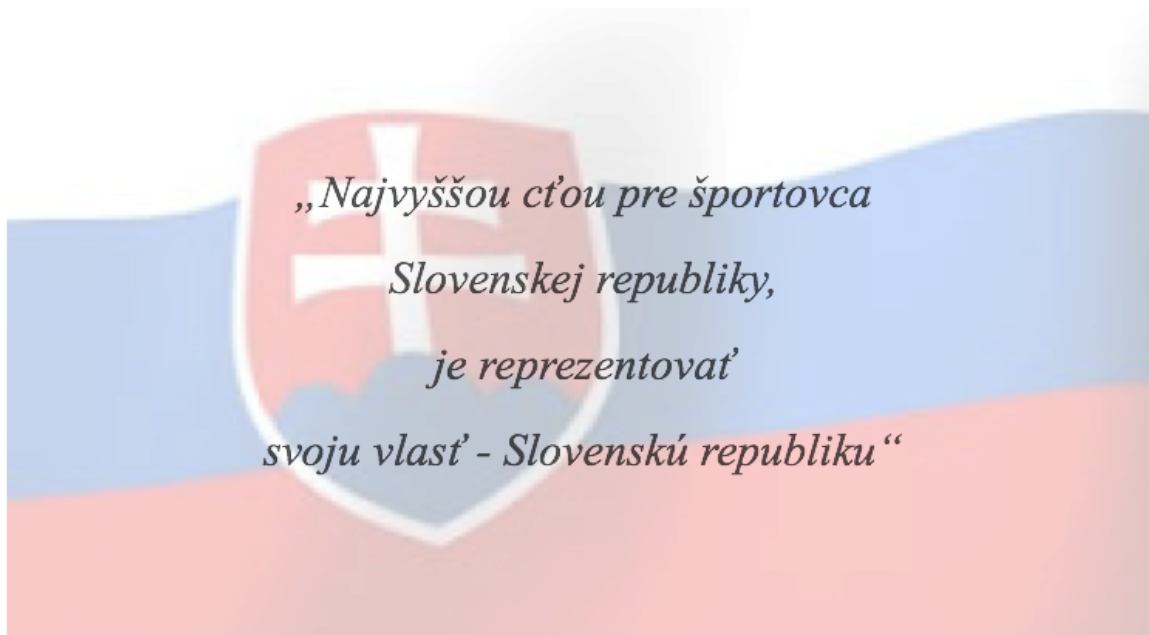 „Najvyššou cťou pre športovca
Slovenskej republiky,
je reprezentovať
svoju vlasť - Slovenskú republiku“